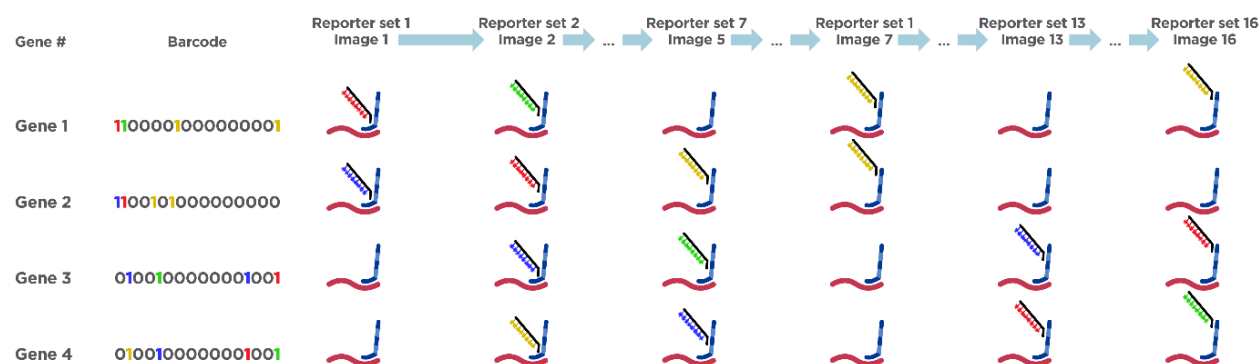 Reporter set 1 Reporter set 2 Reporter set 7 Reporter set 1 Reporter set 13 Reporter set 16
Gene # Barcode Image 1 Image 2 ... Image 5 ... Image 7 ... Image 13 ... Image 16
Gene 1 1100001000000001
Gene 2 1100101000000000
Gene 3 0100100000001001
Gene 4 0100100000001001